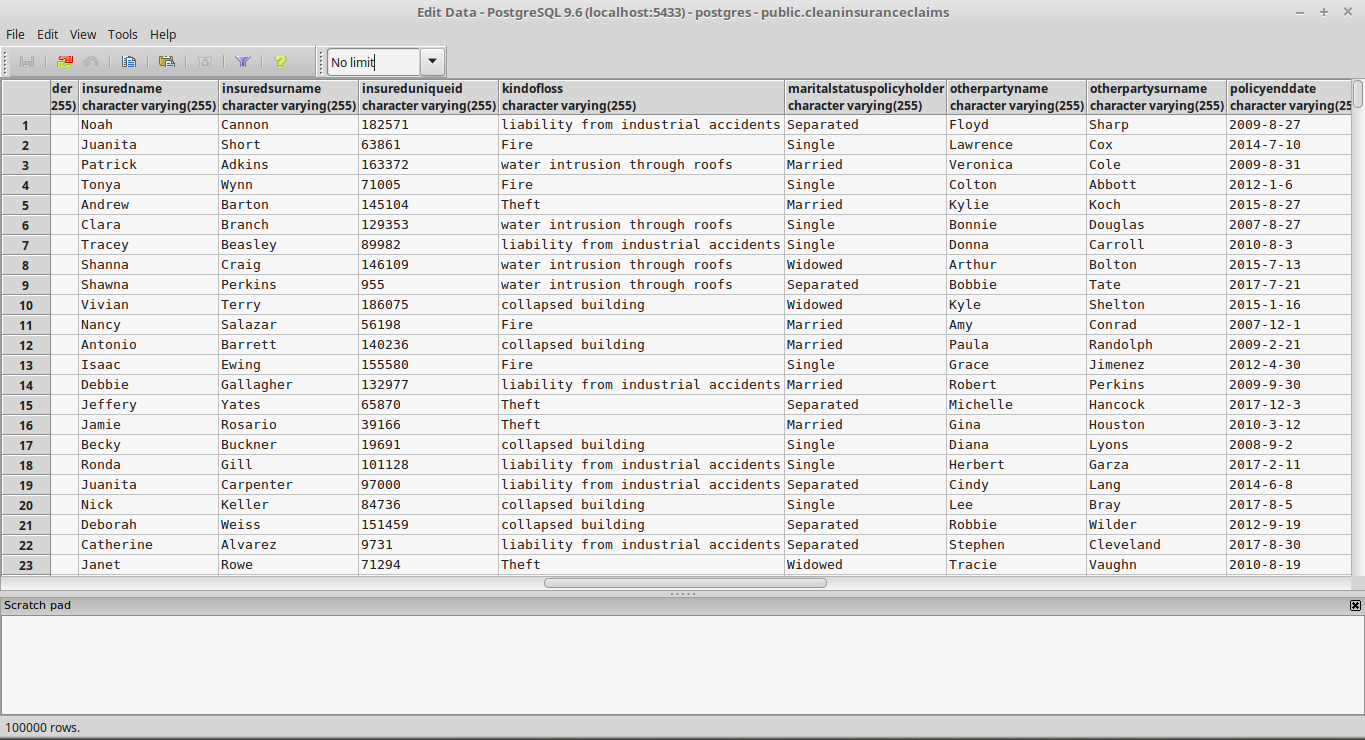 Edit Data - PostgreSQL 9.6 (localhost:5433) - postgres - public.cleaninsuranceclaims
File Edit View Tools Help
No limit
der insuredname insuredsurname insureduniqueid kindofloss maritalstatuspolicyholder otherpartyname otherpartysurname policyenddate
255) character varying(255) character varying(255) character varying(255) character varying(255) character varying(255) character varying(255) character varying(255) character varying(25
1 Noah Cannon 182571 liability from industrial accidents Separated Floyd Sharp 2009-8-27
2 Juanita Short 63861 Fire Single Lawrence Cox 2014-7-10
3 Patrick Adkins 163372 water intrusion through roofs Married Veronica Cole 2009-8-31
4 Tonya Wynn 71005 Fire Single Colton Abbott 2012-1-6
5 Andrew Barton 145104 Theft Married Kylie Koch 2015-8-27
6 Clara Branch 129353 water intrusion through roofs Single Bonnie Douglas 2007-8-27
7 Tracey Beasley 89982 liability from industrial accidents Single Donna Carroll 2010-8-3
8 Shanna Craig 146109 water intrusion through roofs Widowed Arthur Bolton 2015-7-13
9 Shawna Perkins 955 water intrusion through roofs Separated Bobbie Tate 2017-7-21
10 Vivian Terry 186075 collapsed building Widowed Kyle Shelton 2015-1-16
11 Nancy Salazar 56198 Fire Married Amy Conrad 2007-12-1
12 Antonio Barrett 140236 collapsed building Married Paula Randolph 2009-2-21
13 Isaac Ewing 155580 Fire Single Grace Jimenez 2012-4-30
14 Debbie Gallagher 132977 liability from industrial accidents Married Robert Perkins 2009-9-30
15 Jeffery Yates 65870 Theft Separated Michelle Hancock 2017-12-3
16 Jamie Rosario 39166 Theft Married Gina Houston 2010-3-12
17 Becky Buckner 19691 collapsed building Single Diana Lyons 2008-9-2
18 Ronda Gill 101128 liability from industrial accidents Single Herbert Garza 2017-2-11
19 Juanita Carpenter 97000 liability from industrial accidents Separated Cindy Lang 2014-6-8
20 Nick Keller 84736 collapsed building Single Lee Bray 2017-8-5
21 Deborah Weiss 151459 collapsed building Separated Robbie Wilder 2012-9-19
22 Catherine Alvarez 9731 liability from industrial accidents Separated Stephen Cleveland 2017-8-30
23 Janet Rowe 71294 Theft Widowed Tracie Vaughn 2010-8-19
Scratch pad
100000 rows.